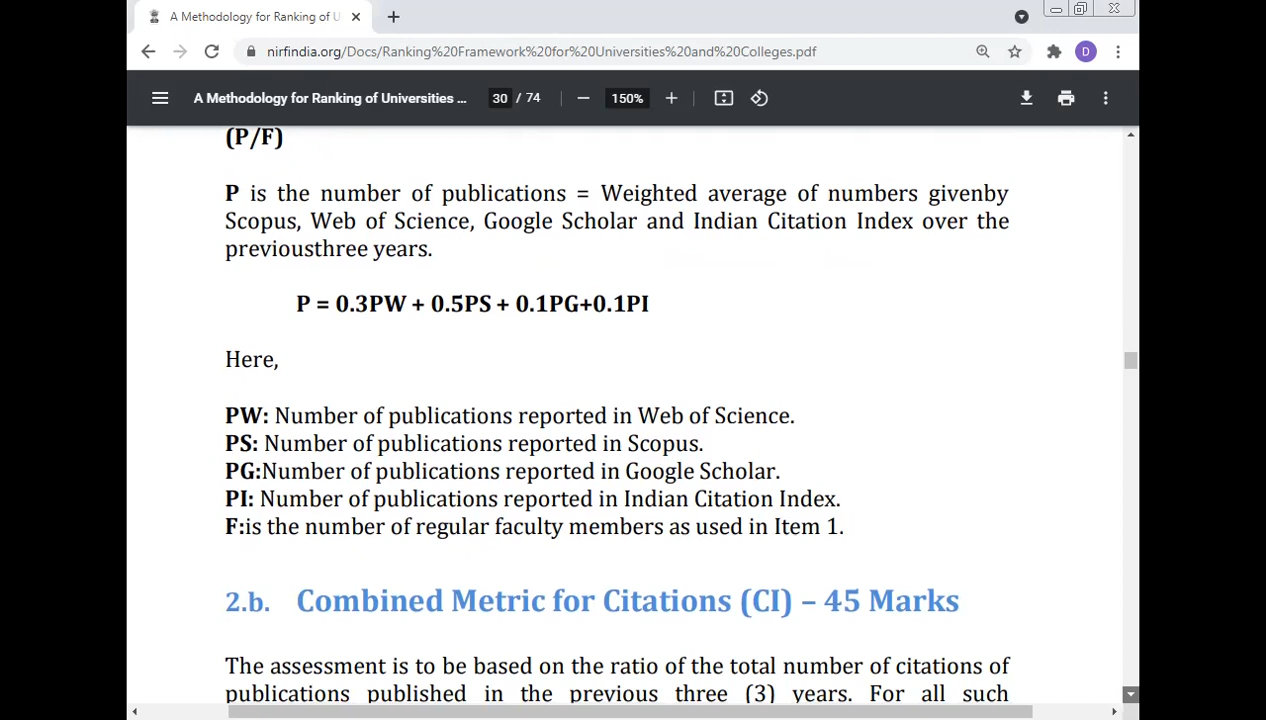 A Methodology for Ranking of U
nirfindia.org/Docs/Ranking%20Framework%20for%20Universities%20and%20Colleges.pdf
D
A Methodology for Ranking of Universities ...
30 / 74
150%
(P/F)
P is the number of publications = Weighted average of numbers givenby
Scopus, Web of Science, Google Scholar and Indian Citation Index over the
previousthree years.
P = 0.3PW + 0.5PS + 0.1PG+0.1PI
Here,
PW: Number of publications reported in Web of Science.
PS: Number of publications reported in Scopus.
PG:Number of publications reported in Google Scholar.
PI: Number of publications reported in Indian Citation Index.
F:is the number of regular faculty members as used in Item 1.
2.b. Combined Metric for Citations (CI) – 45 Marks
The assessment is to be based on the ratio of the total number of citations of
publications published in the previous three (3) years. For all such